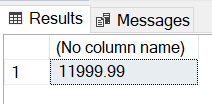 Results Messages
(No column name)
1 11999.99